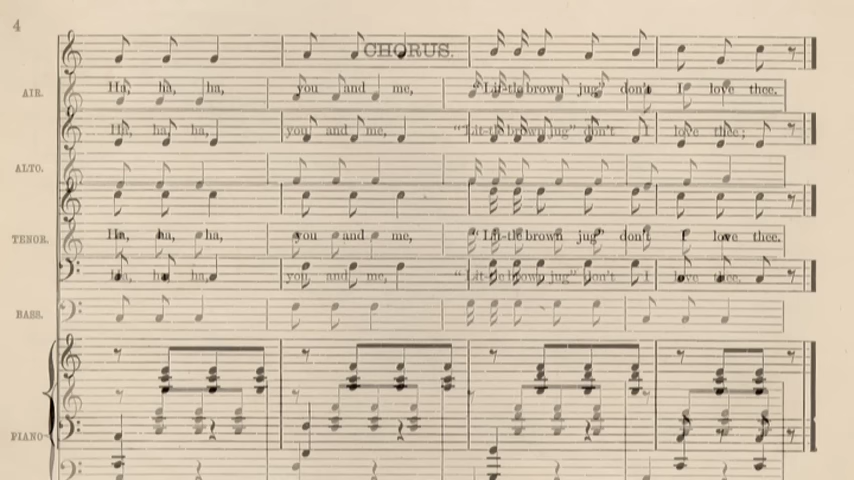 4
CHORUS.
AIR. Ha, ha, ha, you and me, "Lit-tle brown jug" don't I love thee.
Ha, ha, ha, you and me, "Lit-tle brown jug" don't I love thee;
ALTO.
TENOR. Ha, ha, ha, you and me, "Lit-tle brown jug" don't I love thee.
Ha, ha, ha, you and me, "Lit-tle brown jug" don't I love thee.
BASE.
PIANO